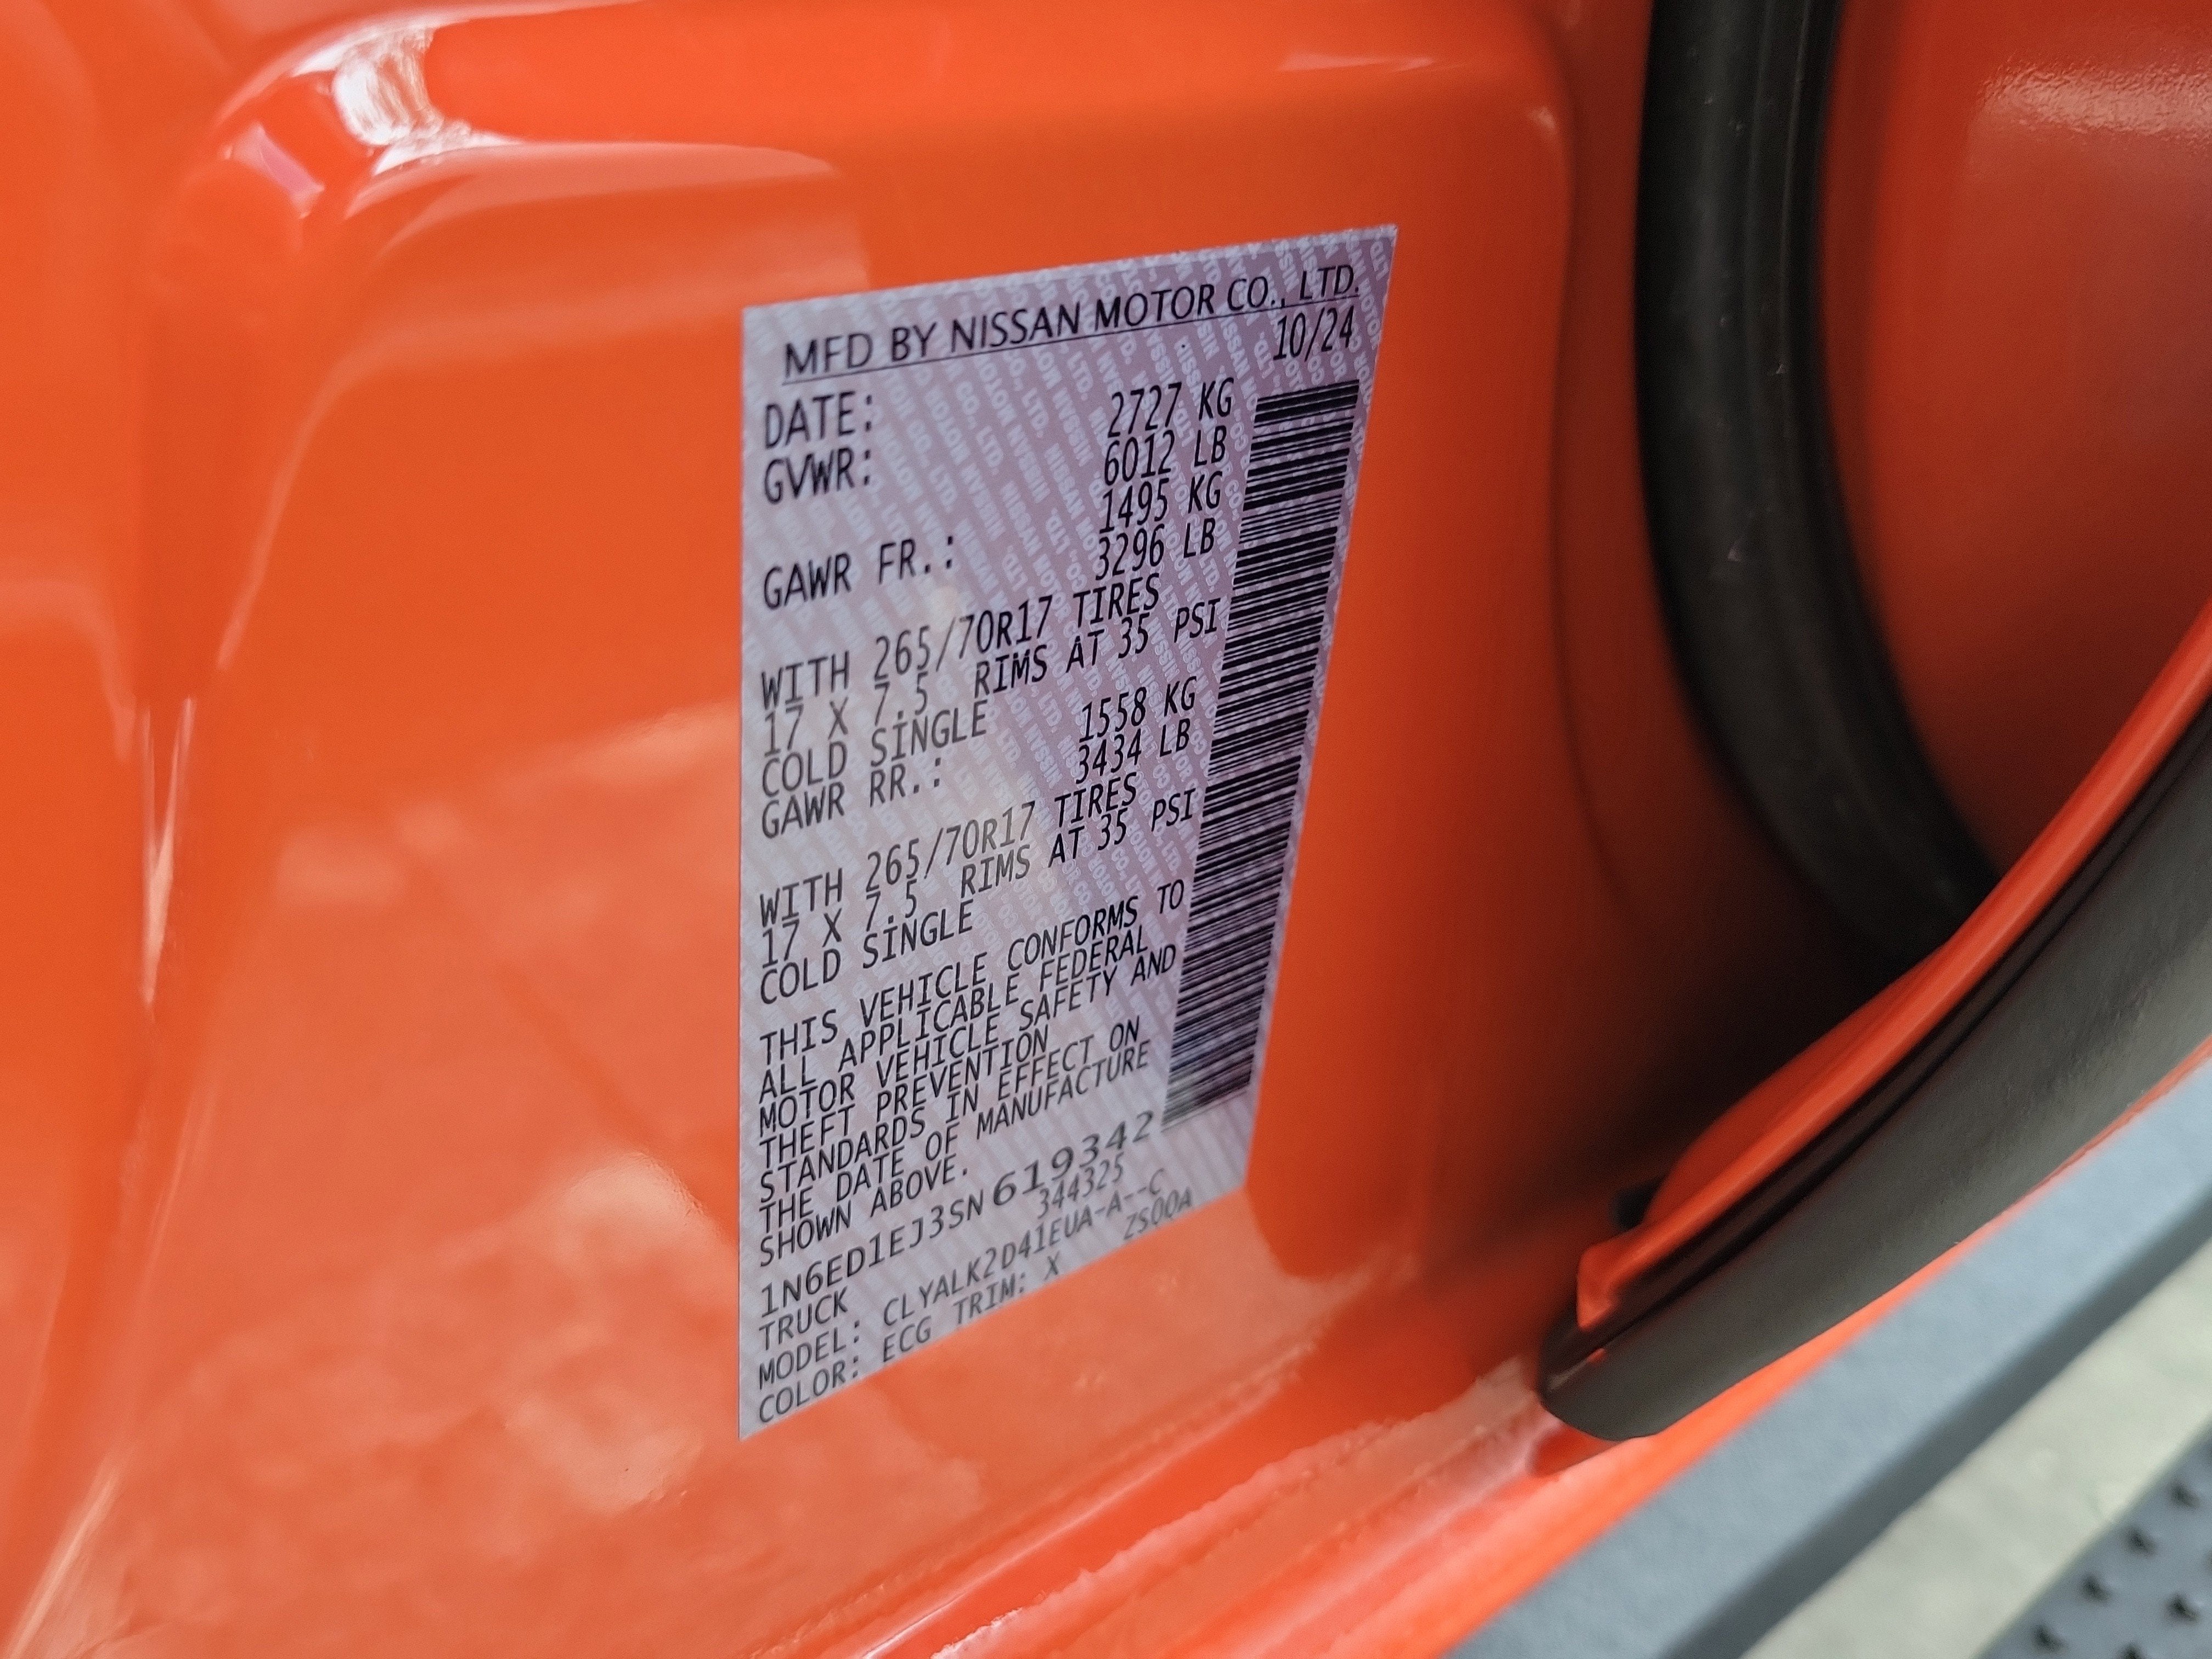 MFD BY NISSAN MOTOR CO., LTD.
DATE: 10/24
GVWR: 2727 KG
6012 LB
GAWR FR.: 1495 KG
3296 LB
WITH 265/70R17 TIRES
17 X 7.5 RIMS AT 35 PSI
COLD SINGLE
GAWR RR.: 1558 KG
3434 LB
WITH 265/70R17 TIRES
17 X 7.5 RIMS AT 35 PSI
COLD SINGLE
THIS VEHICLE CONFORMS TO
ALL APPLICABLE FEDERAL
MOTOR VEHICLE SAFETY AND
THEFT PREVENTION
STANDARDS IN EFFECT ON
THE DATE OF MANUFACTURE
SHOWN ABOVE.
1N6ED1EJ3SN619342
TRUCK 344325
MODEL: CLYALK2D41EUA-A--C
COLOR: ECG TRIM: X ZS00A